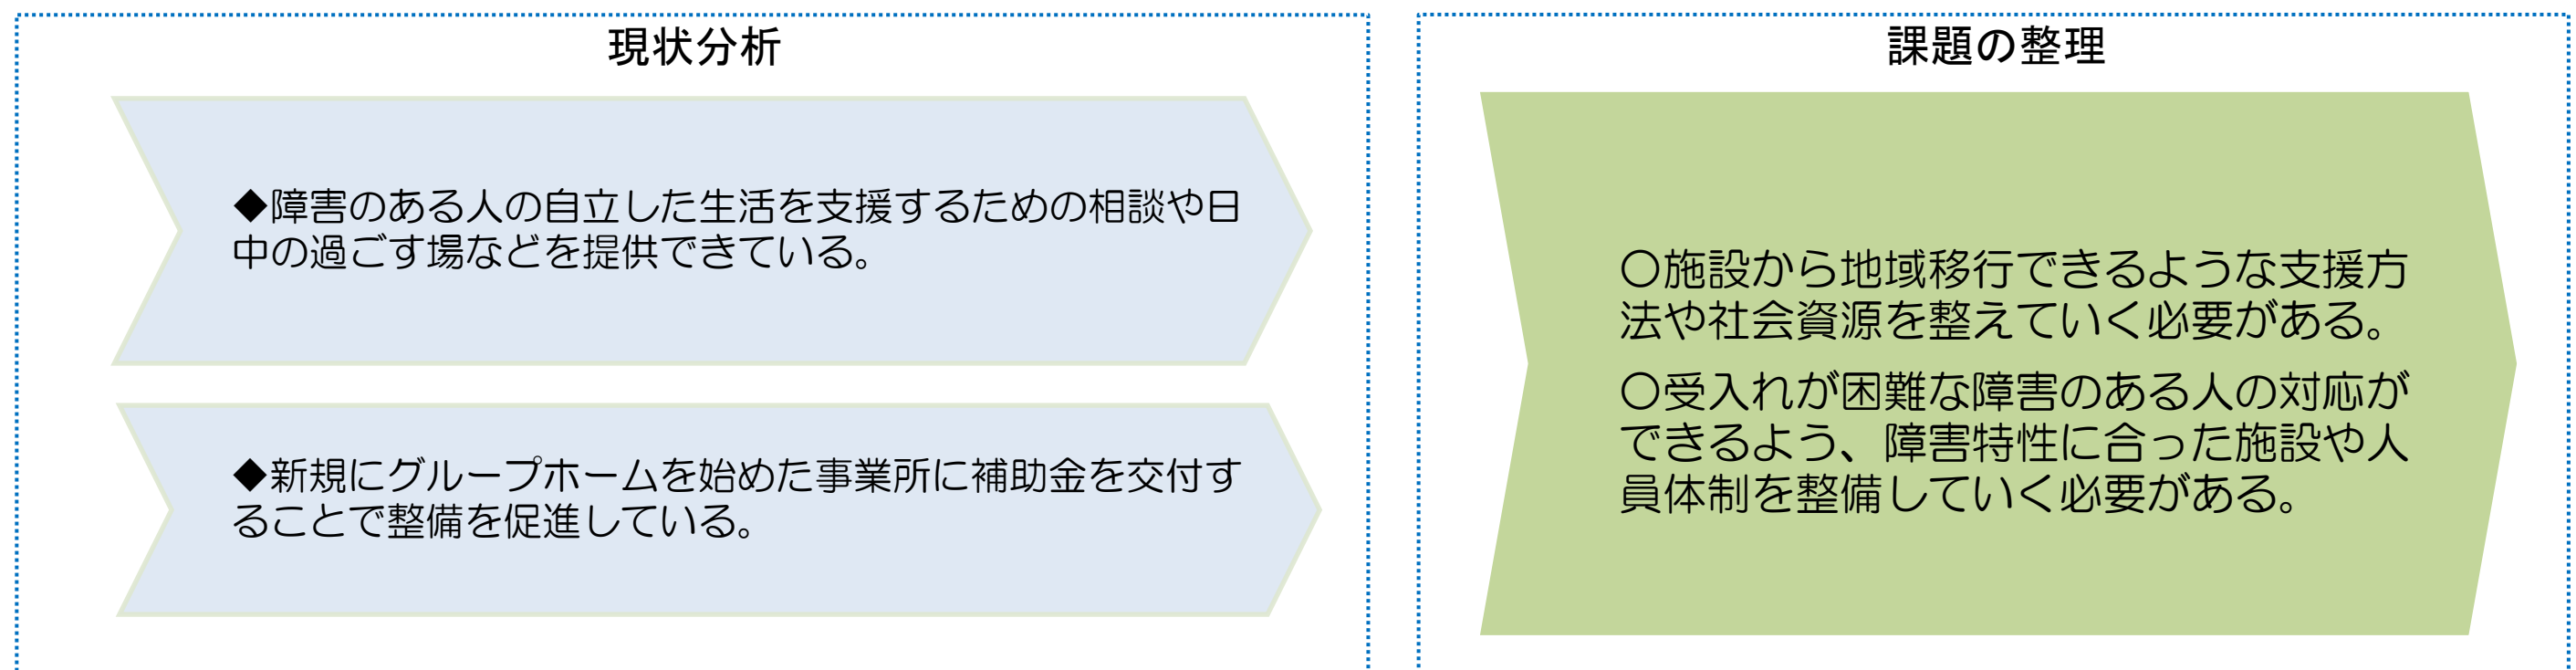 現状分析
◆障害のある人の自立した生活を支援するための相談や日
中の過ごす場などを提供できている。
◆新規にグループホームを始めた事業所に補助金を交付す
ることで整備を促進している。
課題の整理
〇施設から地域移行できるような支援方
法や社会資源を整えていく必要がある。
〇受入れが困難な障害のある人の対応が
できるよう、障害特性に合った施設や人
員体制を整備していく必要がある。